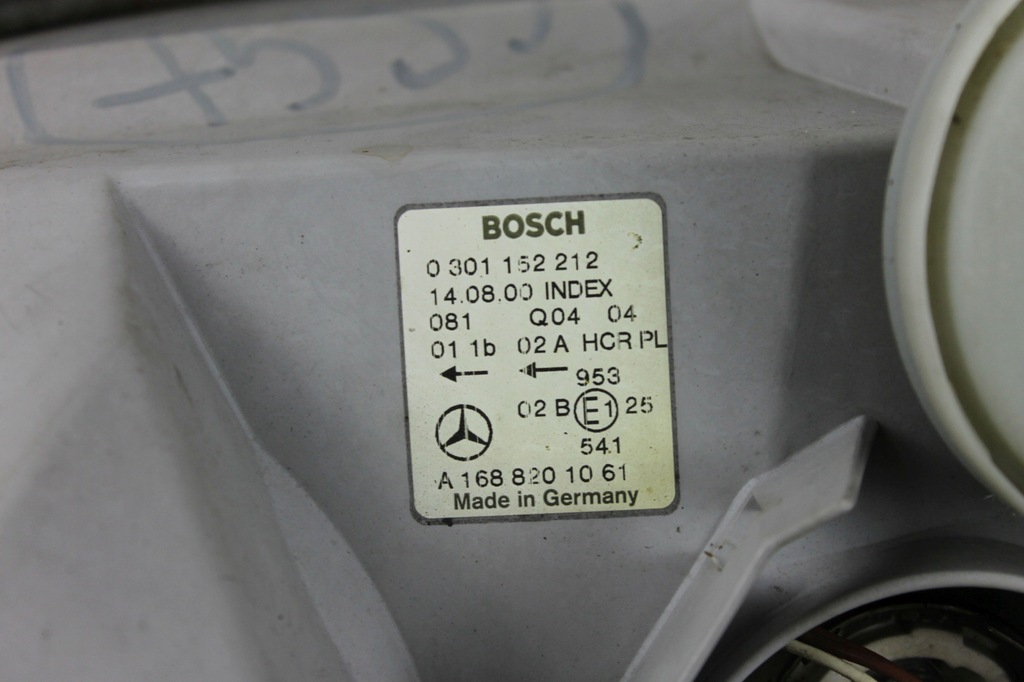 BOSCH
0 301 152 212
14.08.00 INDEX
081 Q04 04
01 1b 02 A HCR PL
953
02 B E1 25
541
A 168 820 10 61
Made in Germany